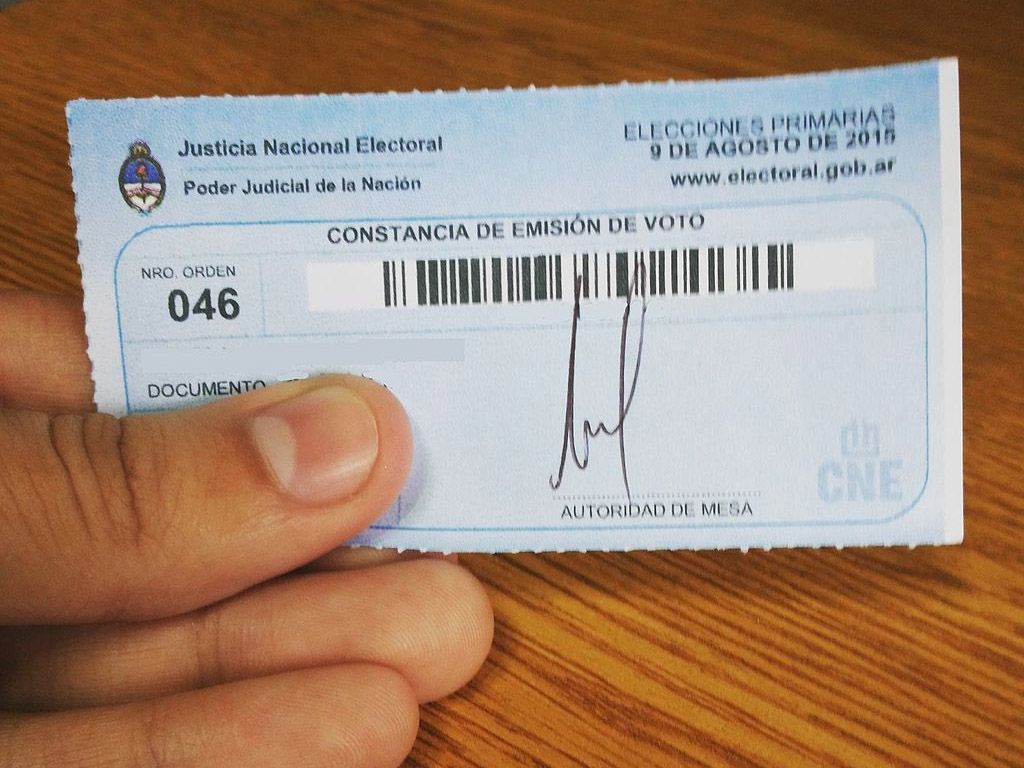 Justicia Nacional Electoral
Poder Judicial de la Nación
ELECCIONES PRIMARIAS
9 DE AGOSTO DE 2015
www.electoral.gob.ar
CONSTANCIA DE EMISIÓN DE VOTO
NRO. ORDEN
046
DOCUMENTO
CNE
AUTORIDAD DE MESA